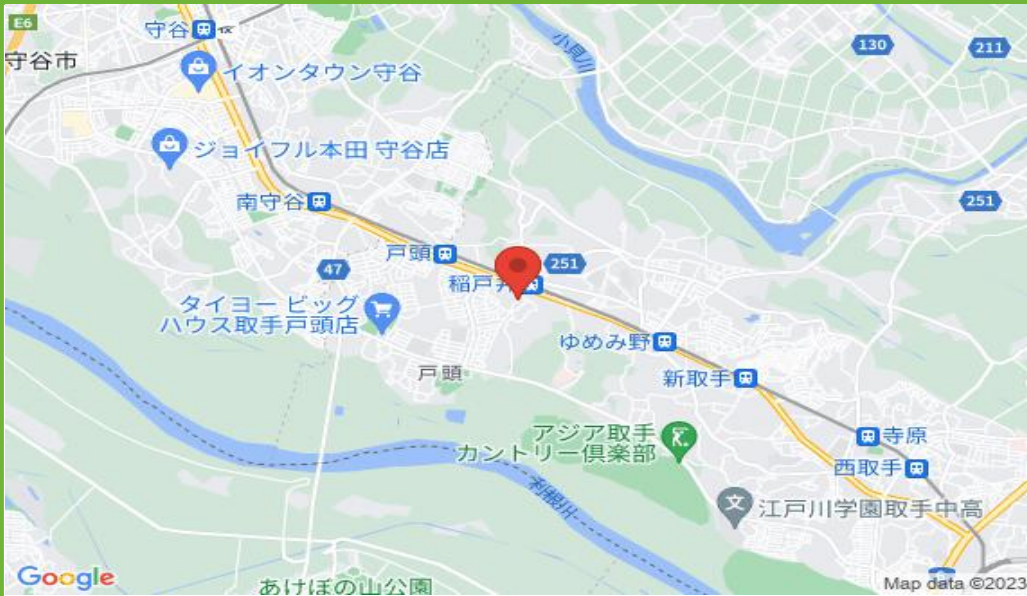 E6
守谷
守谷市
イオンタウン守谷
小見川
130
211
ジョイフル本田 守谷店
251
南守谷
戸頭
47
251
稲戸井
タイヨー ビッグ
ハウス取手戸頭店
ゆめみ野
新取手
戸頭
アジア取手
カントリー倶楽部
寺原
西取手
利根川
江戸川学園取手中高
Google
あけぼの山公園
Map data ©2023